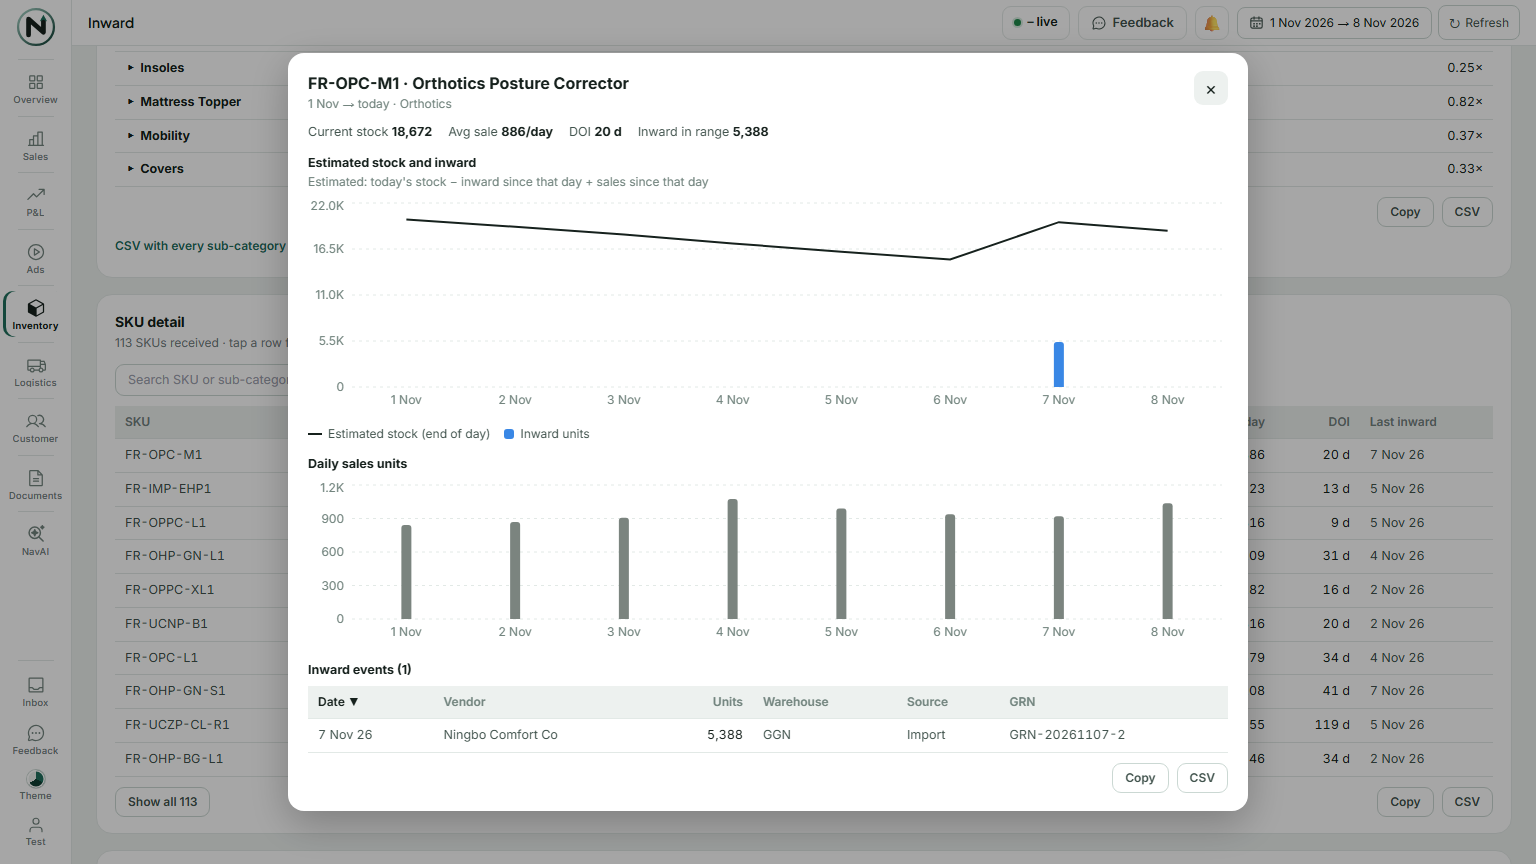 Inward
– live
Feedback
1 Nov 2026 → 8 Nov 2026
↻ Refresh
Overview
Sales
P&L
Ads
Inventory
Logistics
Customer
Documents
NavAI
Inbox
Feedback
Theme
Test
▸ Insoles
0.25×
▸ Mattress Topper
0.82×
▸ Mobility
0.37×
▸ Covers
0.33×
Copy
CSV
CSV with every sub-category
SKU detail
113 SKUs received · tap a row
Search SKU or sub-categor
SKU
DOI
Last inward
FR-OPC-M1
86
20 d
7 Nov 26
FR-IMP-EHP1
23
13 d
5 Nov 26
FR-OPPC-L1
16
9 d
5 Nov 26
FR-OHP-GN-L1
09
31 d
4 Nov 26
FR-OPPC-XL1
82
16 d
2 Nov 26
FR-UCNP-B1
16
20 d
2 Nov 26
FR-OPC-L1
79
34 d
4 Nov 26
FR-OHP-GN-S1
08
41 d
7 Nov 26
FR-UCZP-CL-R1
55
119 d
5 Nov 26
FR-OHP-BG-L1
46
34 d
2 Nov 26
Show all 113
Copy
CSV
FR-OPC-M1 · Orthotics Posture Corrector
×
1 Nov → today · Orthotics
Current stock 18,672 Avg sale 886/day DOI 20 d Inward in range 5,388
Estimated stock and inward
Estimated: today's stock − inward since that day + sales since that day
22.0K
16.5K
11.0K
5.5K
0
1 Nov 2 Nov 3 Nov 4 Nov 5 Nov 6 Nov 7 Nov 8 Nov
Estimated stock (end of day) Inward units
Daily sales units
1.2K
900
600
300
0
1 Nov 2 Nov 3 Nov 4 Nov 5 Nov 6 Nov 7 Nov 8 Nov
Inward events (1)
Date ▼ Vendor Units Warehouse Source GRN
7 Nov 26 Ningbo Comfort Co 5,388 GGN Import GRN-20261107-2
Copy
CSV